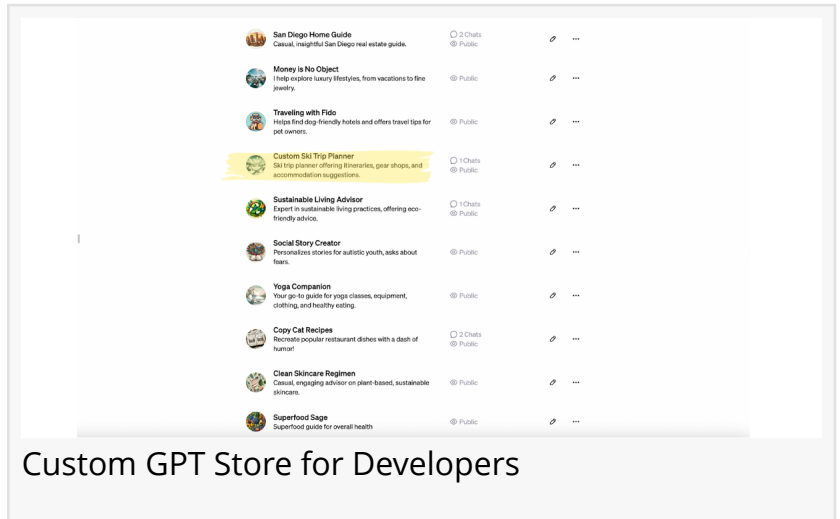 San Diego Home Guide
2 Chats
Casual, insightful San Diego real estate guide.
Public
Money is No Object
I help explore luxury lifestyles, from vacations to fine
jewelry.
Public
Traveling with Fido
Helps find dog-friendly hotels and offers travel tips for
pet owners.
Public
Custom Ski Trip Planner
Ski trip planner offering itineraries, gear shops, and
accommodation suggestions.
1 Chats
Public
Sustainable Living Advisor
Expert in sustainable living practices, offering eco-
friendly advice.
1 Chats
Public
Social Story Creator
Personalizes stories for autistic youth, asks about
fears.
Public
Yoga Companion
Your go-to guide for yoga classes, equipment,
clothing, and healthy eating.
Public
Copy Cat Recipes
Recreate popular restaurant dishes with a dash of
humor!
2 Chats
Public
Clean Skincare Regimen
Casual, engaging advisor on plant-based, sustainable
skincare.
Public
Superfood Sage
Superfood guide for overall health
Public
Custom GPT Store for Developers